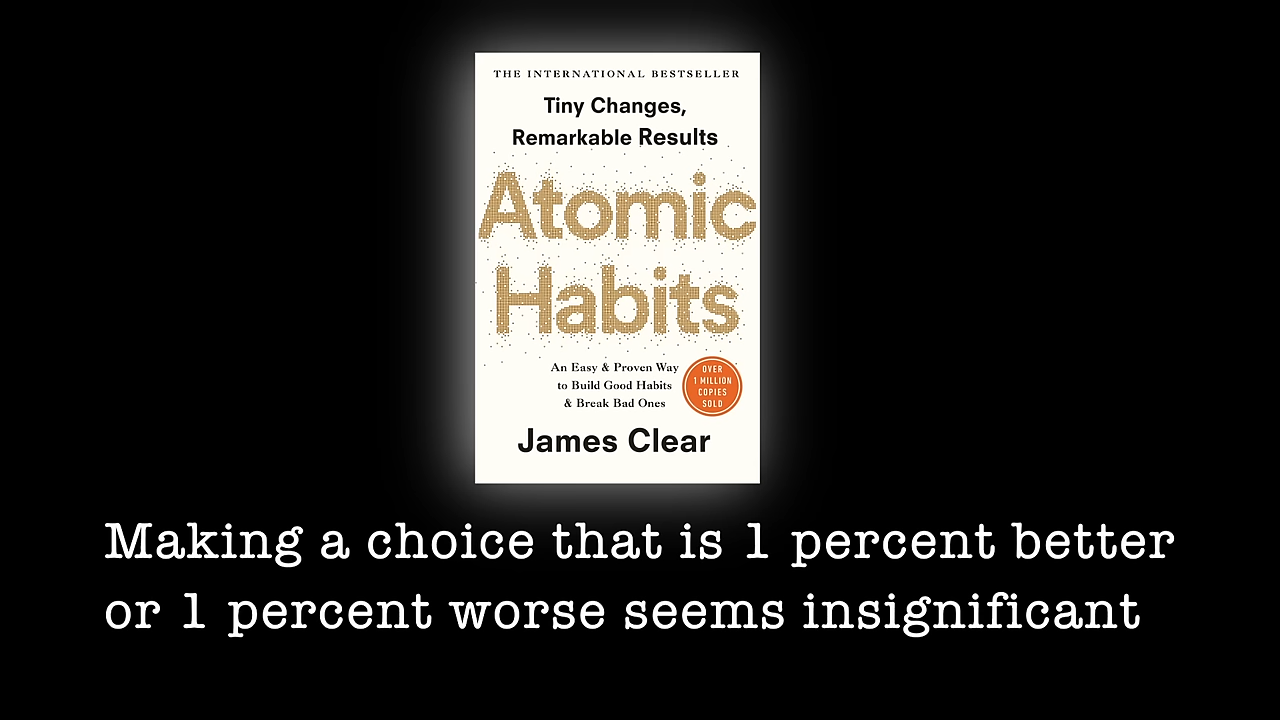 THE INTERNATIONAL BESTSELLER
Tiny Changes,
Remarkable Results
Atomic
Habits
An Easy & Proven Way
to Build Good Habits
& Break Bad Ones
OVER
1 MILLION
COPIES
SOLD
James Clear
Making a choice that is 1 percent better
or 1 percent worse seems insignificant